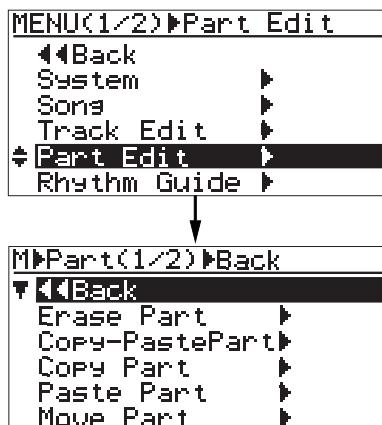 MENU(1/2)▶Part Edit
◀◀Back
System ▶
Song ▶
Track Edit ▶
Part Edit ▶
Rhythm Guide ▶
M▶Part(1/2)▶Back
◀◀Back
Erase Part ▶
Copy-PastePart▶
Copy Part ▶
Paste Part ▶
Move Part ▶